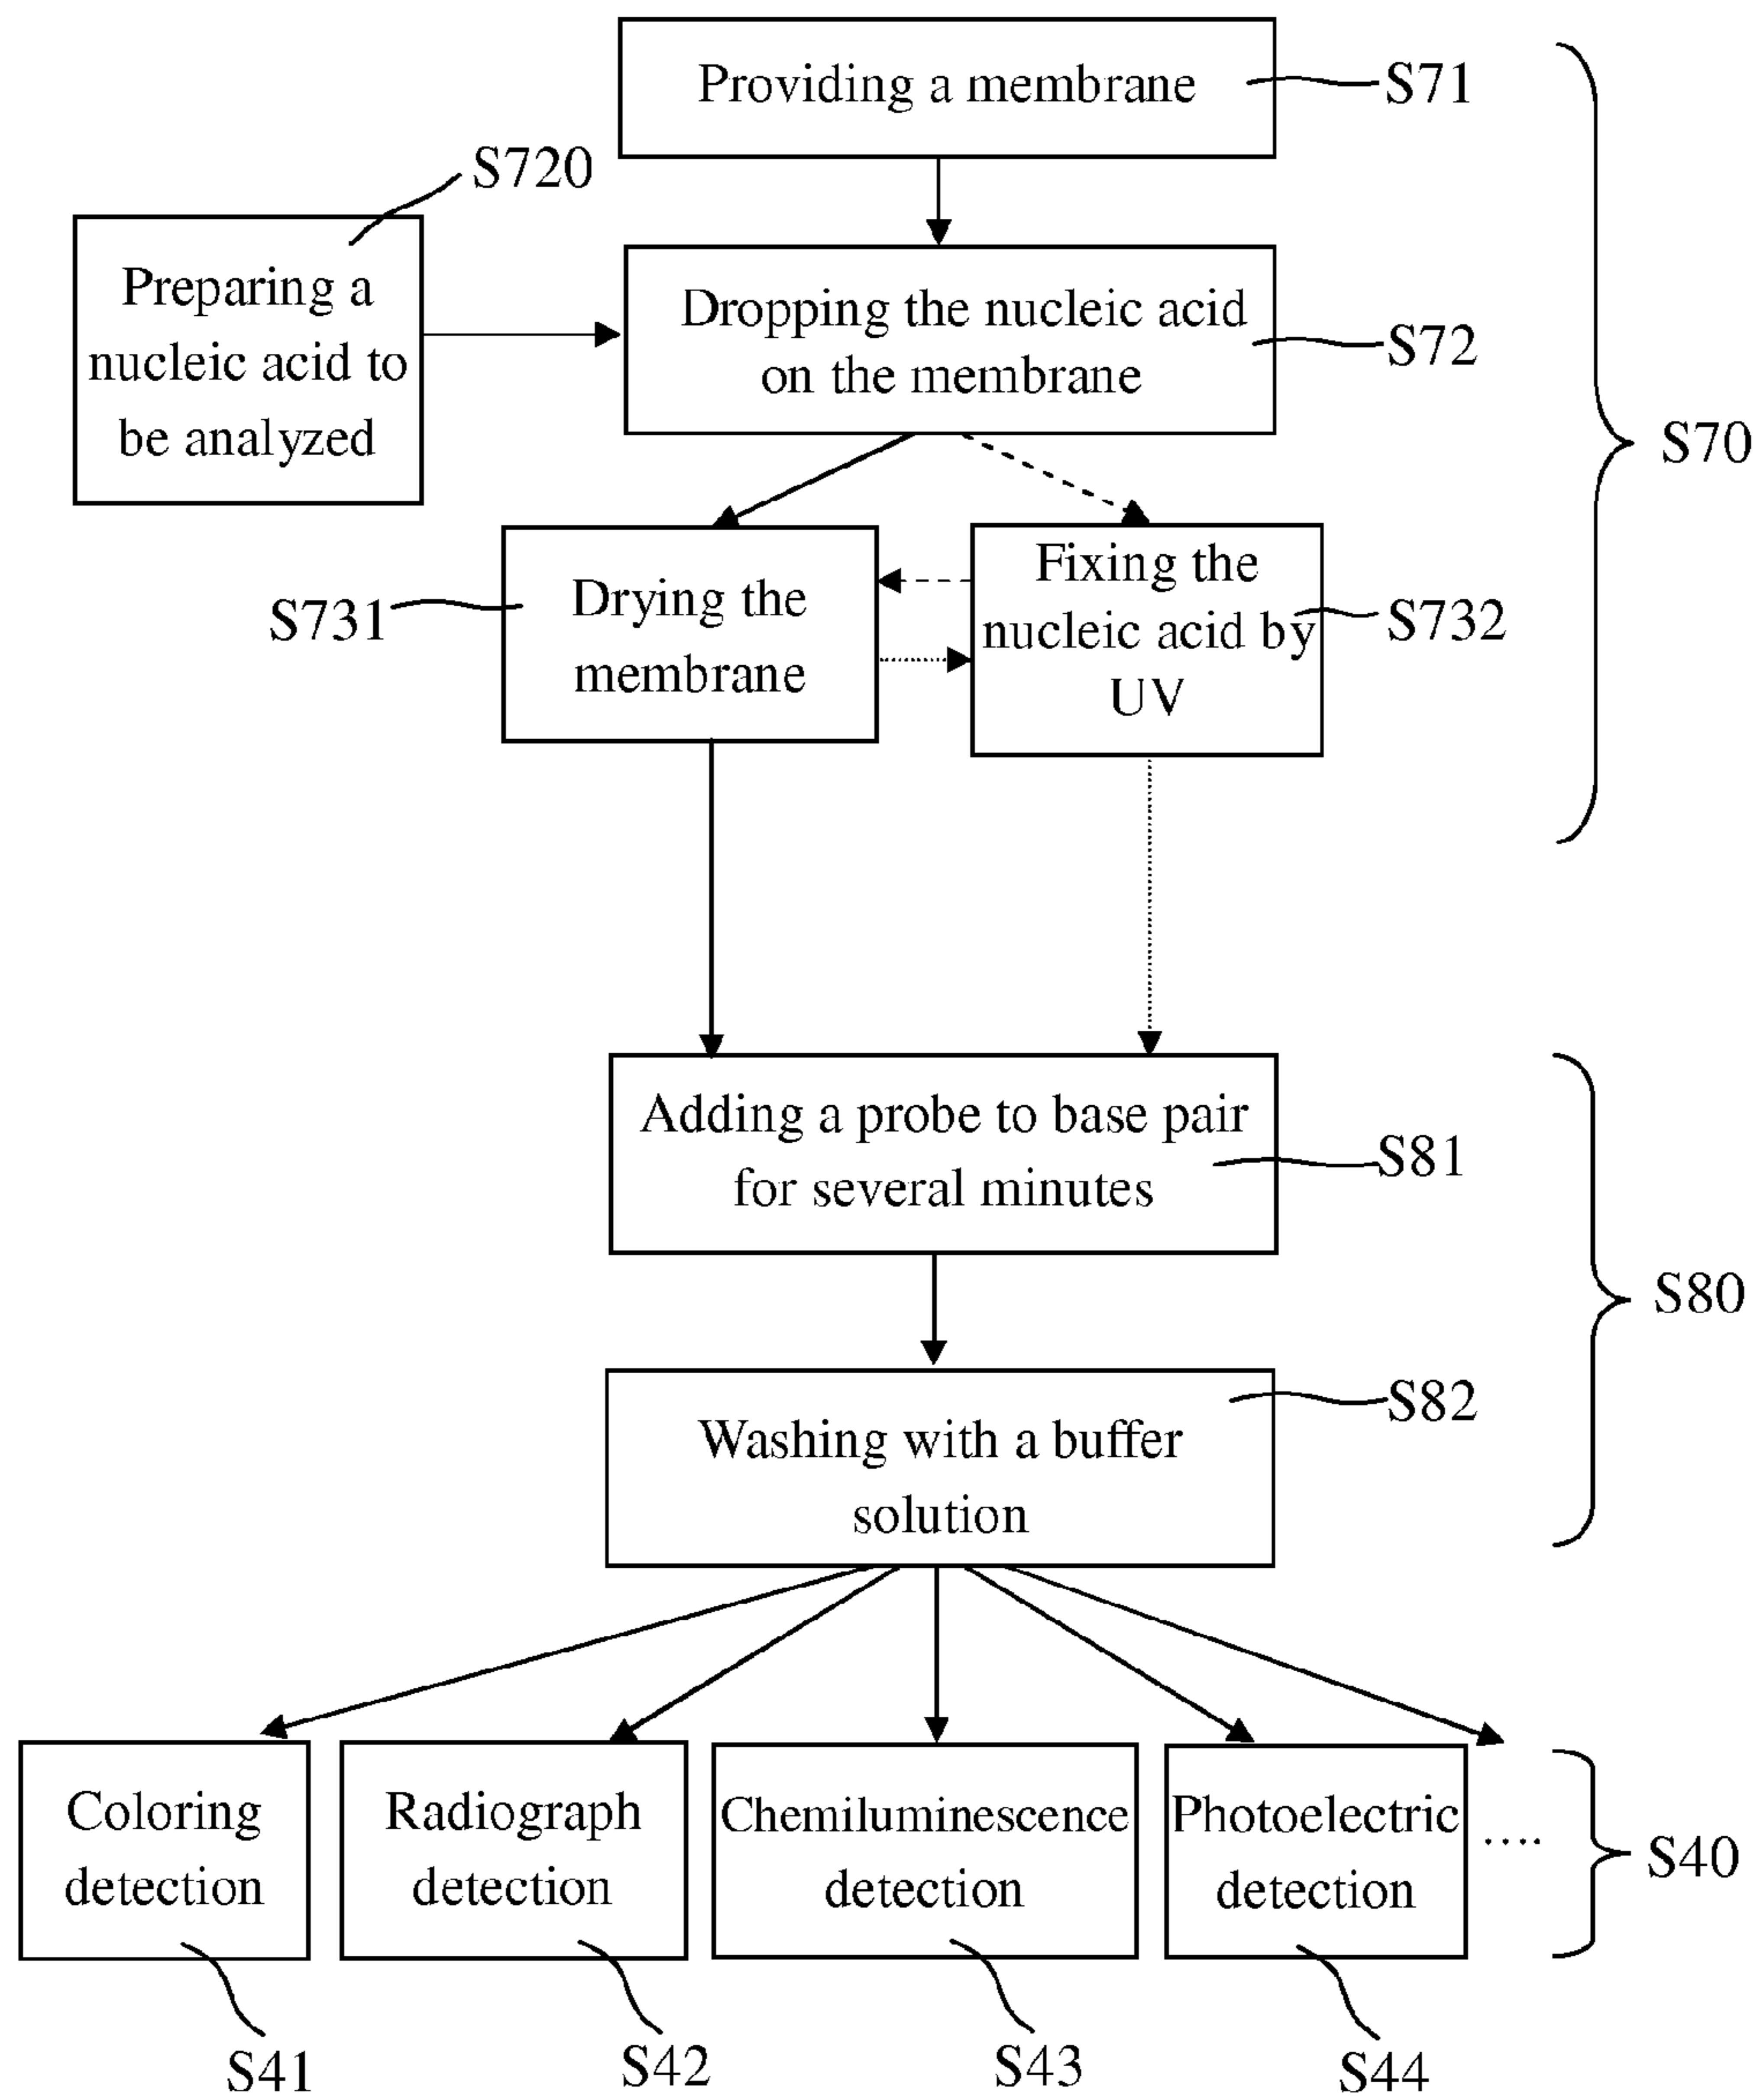 Providing a membrane
S71
S720
Preparing a
nucleic acid to
be analyzed
Dropping the nucleic acid
on the membrane
S72
S70
S731
Drying the
membrane
Fixing the
nucleic acid by
UV
S732
Adding a probe to base pair
for several minutes
S81
S80
Washing with a buffer
solution
S82
Coloring
detection
Radiograph
detection
Chemiluminescence
detection
Photoelectric
detection
....
S40
S41
S42
S43
S44